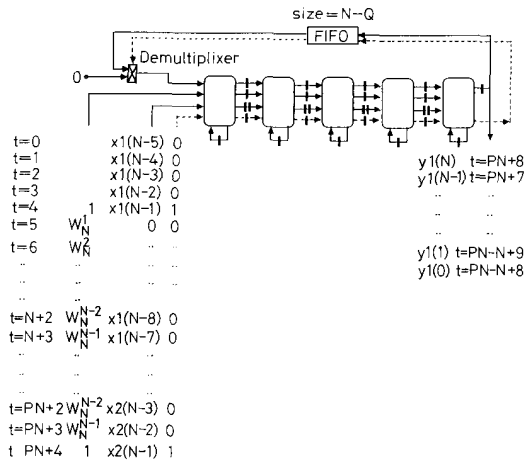 size=N-Q
FIFO
Demultiplexer
0
t=0 x1(N-5) 0
t=1 x1(N-4) 0
t=2 x1(N-3) 0
t=3 x1(N-2) 0
t=4 1 x1(N-1) 1
t=5 W_N^1 0 0
t=6 W_N^2 .. ..
.. ..
.. ..
t=N+2 W_N^{N-2} x1(N-8) 0
t=N+3 W_N^{N-1} x1(N-7) 0
.. .. .. ..
.. .. .. ..
.. .. .. ..
t=PN+2 W_N^{N-2} x2(N-3) 0
t=PN+3 W_N^{N-1} x2(N-2) 0
t PN+4 1 x2(N-1) 1
y1(N) t=PN+8
y1(N-1) t=PN+7
.. ..
.. ..
y1(1) t=PN-N+9
y1(0) t=PN-N+8